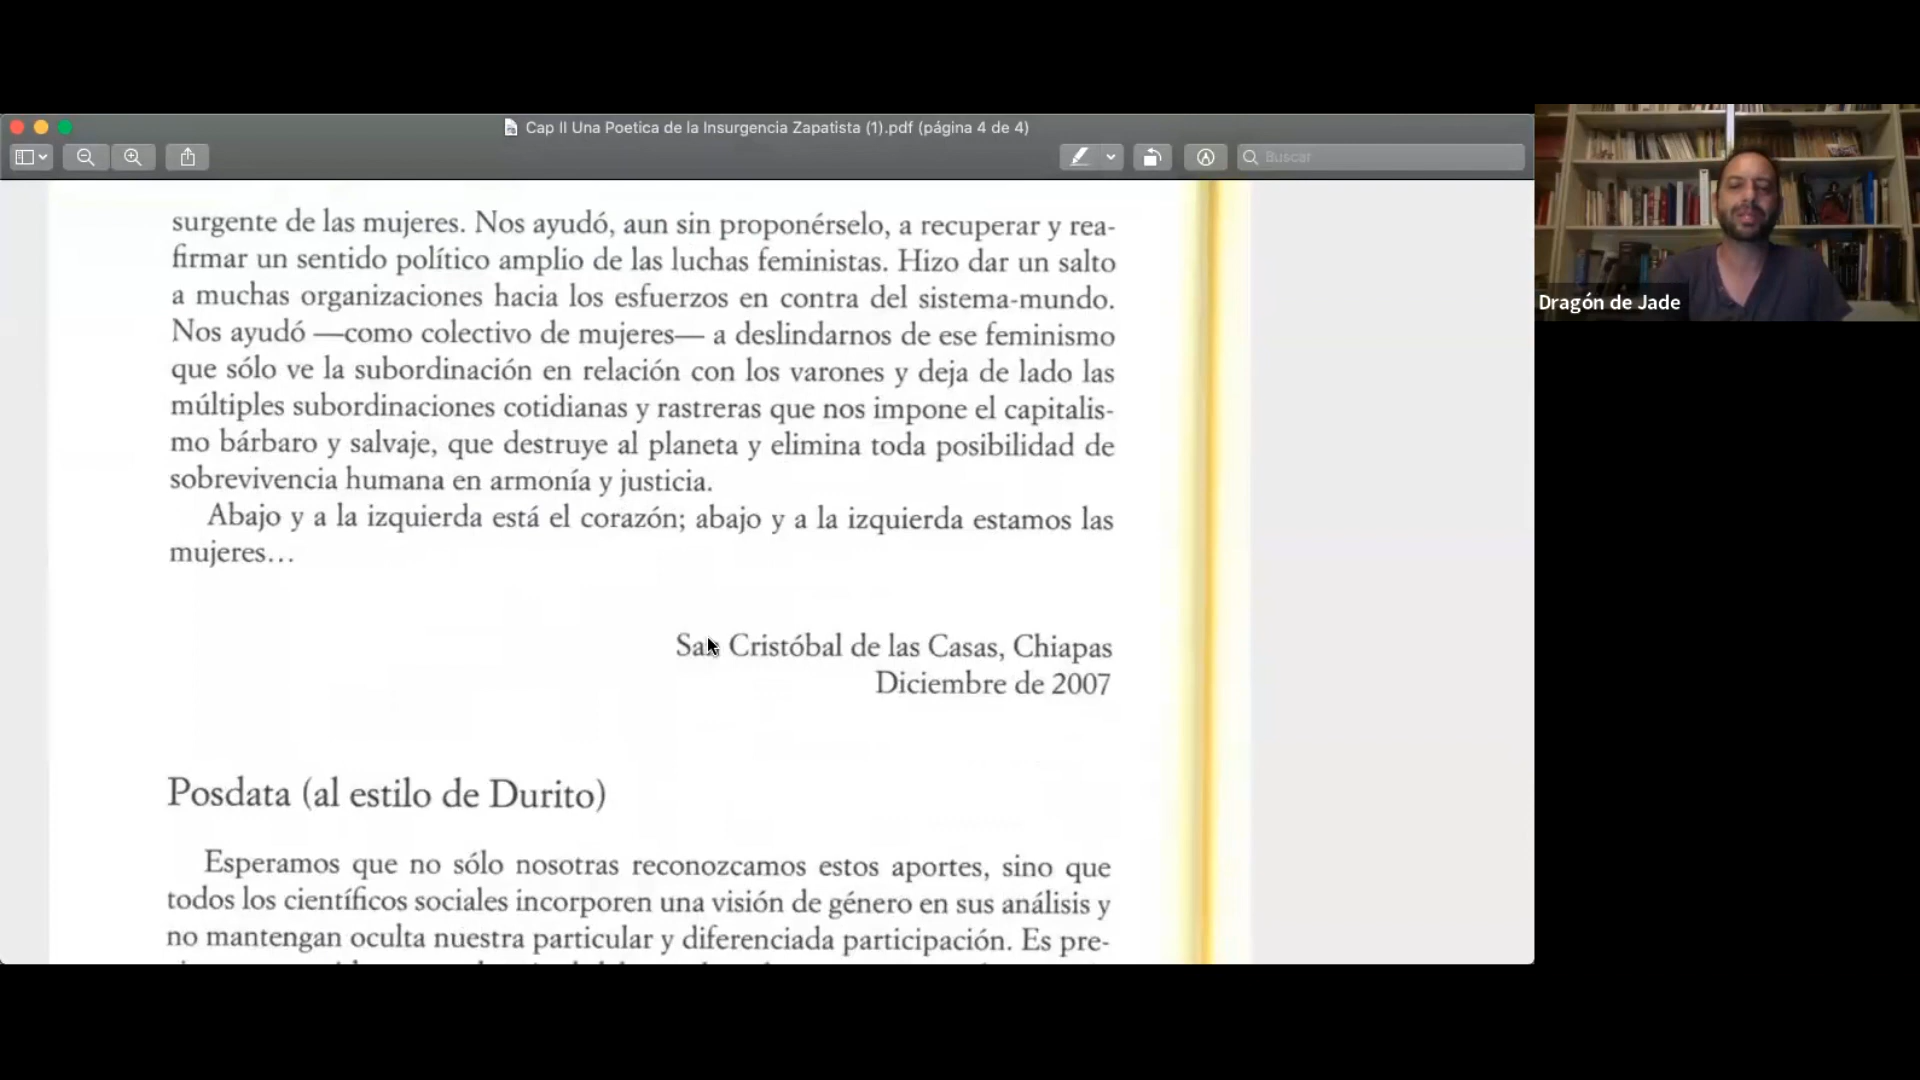 Cap II Una Poetica de la Insurgencia Zapatista (1).pdf (página 4 de 4)
Buscar
surgente de las mujeres. Nos ayudó, aun sin proponérselo, a recuperar y rea-
firmar un sentido político amplio de las luchas feministas. Hizo dar un salto
a muchas organizaciones hacia los esfuerzos en contra del sistema-mundo.
Nos ayudó —como colectivo de mujeres— a deslindarnos de ese feminismo
que sólo ve la subordinación en relación con los varones y deja de lado las
múltiples subordinaciones cotidianas y rastreras que nos impone el capitalis-
mo bárbaro y salvaje, que destruye al planeta y elimina toda posibilidad de
sobrevivencia humana en armonía y justicia.
Abajo y a la izquierda está el corazón; abajo y a la izquierda estamos las
mujeres…
San Cristóbal de las Casas, Chiapas
Diciembre de 2007
Posdata (al estilo de Durito)
Esperamos que no sólo nosotras reconozcamos estos aportes, sino que
todos los científicos sociales incorporen una visión de género en sus análisis y
no mantengan oculta nuestra particular y diferenciada participación. Es pre-
Dragón de Jade